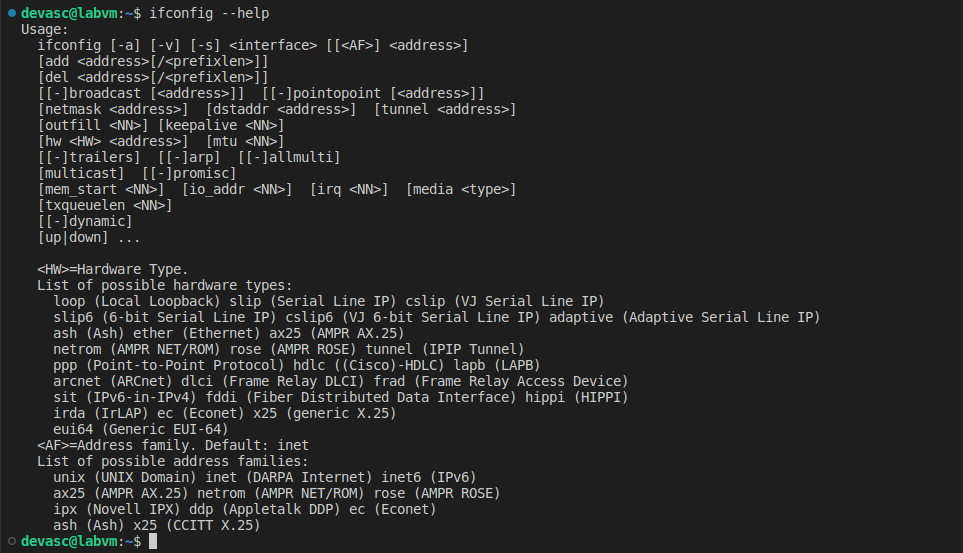 devasc@labvm:~$ ifconfig --help
Usage:
  ifconfig [-a] [-v] [-s] <interface> [[<AF>] <address>]
  [add <address>[/<prefixlen>]]
  [del <address>[/<prefixlen>]]
  [[-]broadcast [<address>]]  [[-]pointopoint [<address>]]
  [netmask <address>]  [dstaddr <address>]  [tunnel <address>]
  [outfill <NN>] [keepalive <NN>]
  [hw <HW> <address>]  [mtu <NN>]
  [[-]trailers]  [[-]arp]  [[-]allmulti]
  [multicast]  [[-]promisc]
  [mem_start <NN>]  [io_addr <NN>]  [irq <NN>]  [media <type>]
  [txqueuelen <NN>]
  [[-]dynamic]
  [up|down] ...

  <HW>=Hardware Type.
  List of possible hardware types:
    loop (Local Loopback) slip (Serial Line IP) cslip (VJ Serial Line IP)
    slip6 (6-bit Serial Line IP) cslip6 (VJ 6-bit Serial Line IP) adaptive (Adaptive Serial Line IP)
    ash (Ash) ether (Ethernet) ax25 (AMPR AX.25)
    netrom (AMPR NET/ROM) rose (AMPR ROSE) tunnel (IPIP Tunnel)
    ppp (Point-to-Point Protocol) hdlc ((Cisco)-HDLC) lapb (LAPB)
    arcnet (ARCnet) dlci (Frame Relay DLCI) frad (Frame Relay Access Device)
    sit (IPv6-in-IPv4) fddi (Fiber Distributed Data Interface) hippi (HIPPI)
    irda (IrLAP) ec (Econet) x25 (generic X.25)
    eui64 (Generic EUI-64)
  <AF>=Address family. Default: inet
  List of possible address families:
    unix (UNIX Domain) inet (DARPA Internet) inet6 (IPv6)
    ax25 (AMPR AX.25) netrom (AMPR NET/ROM) rose (AMPR ROSE)
    ipx (Novell IPX) ddp (Appletalk DDP) ec (Econet)
    ash (Ash) x25 (CCITT X.25)
devasc@labvm:~$